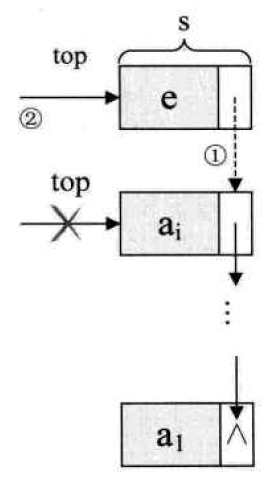 s
top
e
②
①
top
aᵢ
⋮
a₁
∧